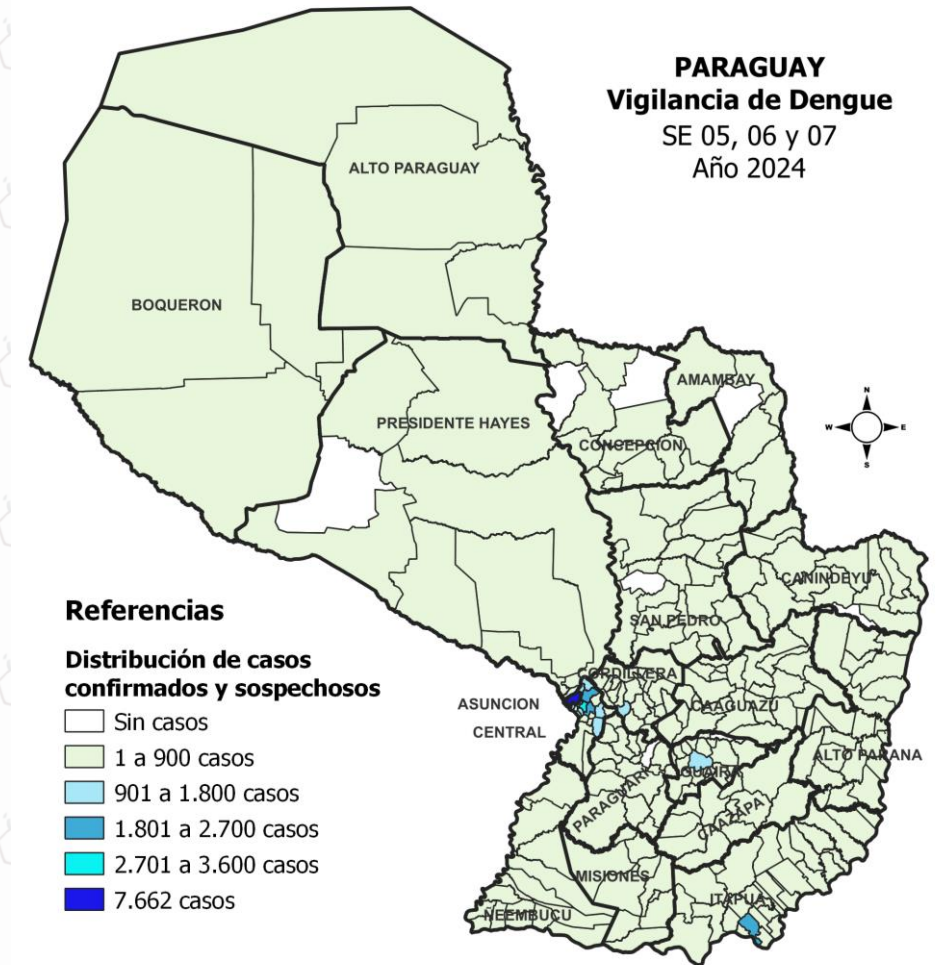 PARAGUAY
Vigilancia de Dengue
SE 05, 06 y 07
Año 2024
ALTO PARAGUAY
BOQUERON
AMAMBAY
N
W
E
S
PRESIDENTE HAYES
CONCEPCION
CANINDEYU
SAN PEDRO
CORDILLERA
ASUNCION
CENTRAL
CAAGUAZU
ALTO PARANA
GUAIRA
PARAGUARI
CAAZAPA
MISIONES
ITAPUA
ÑEEMBUCU
Referencias
Distribución de casos
confirmados y sospechosos
Sin casos
1 a 900 casos
901 a 1.800 casos
1.801 a 2.700 casos
2.701 a 3.600 casos
7.662 casos